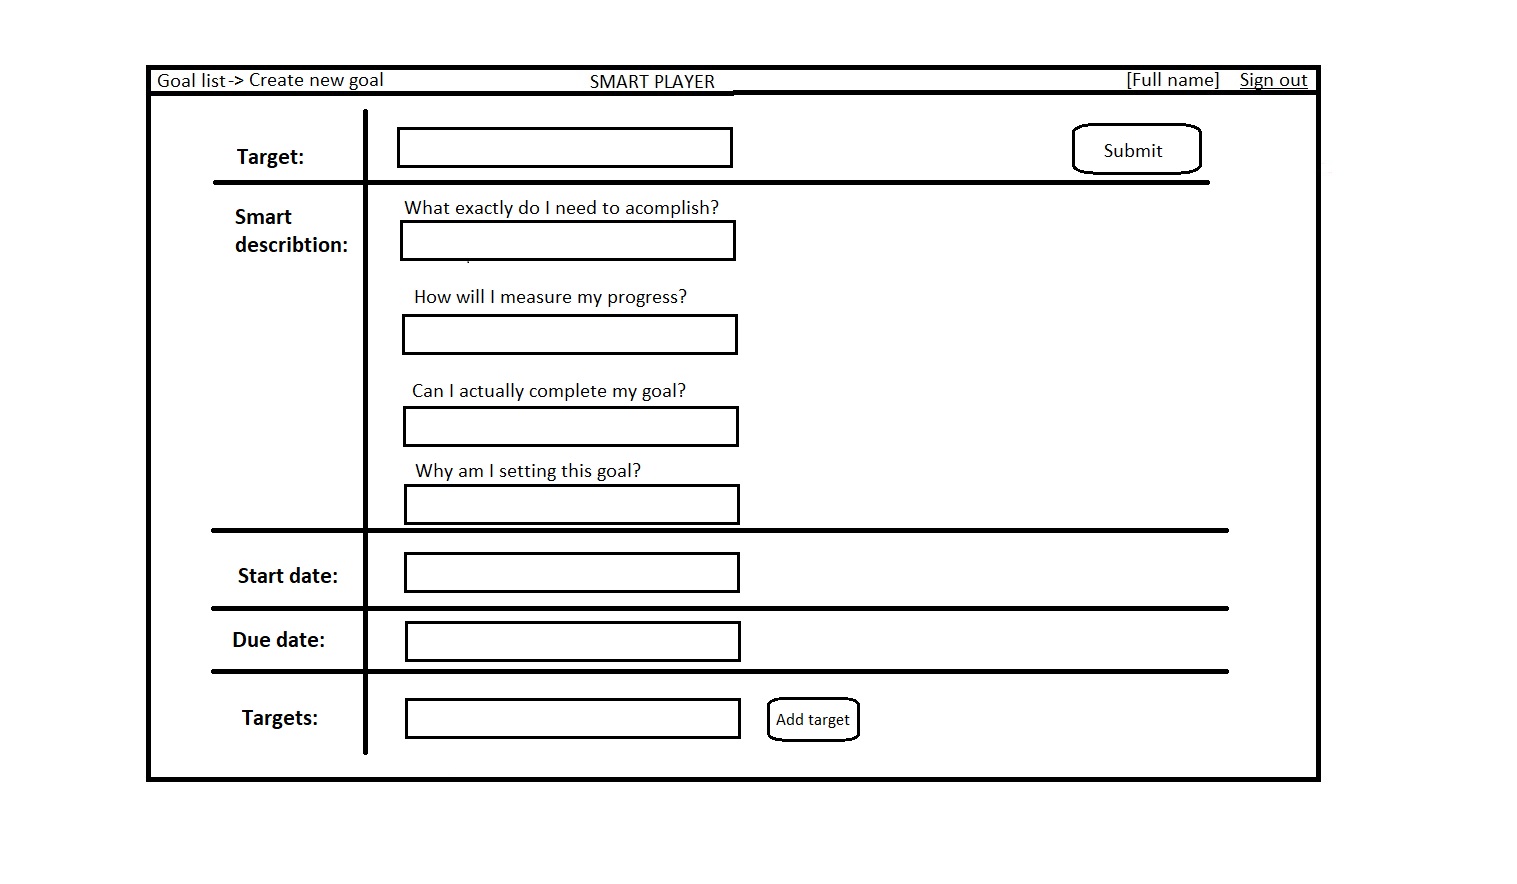 Goal list-> Create new goal
SMART PLAYER
[Full name]
Sign out
Target:
Submit
Smart
describtion:
What exactly do I need to acomplish?
How will I measure my progress?
Can I actually complete my goal?
Why am I setting this goal?
Start date:
Due date:
Targets:
Add target